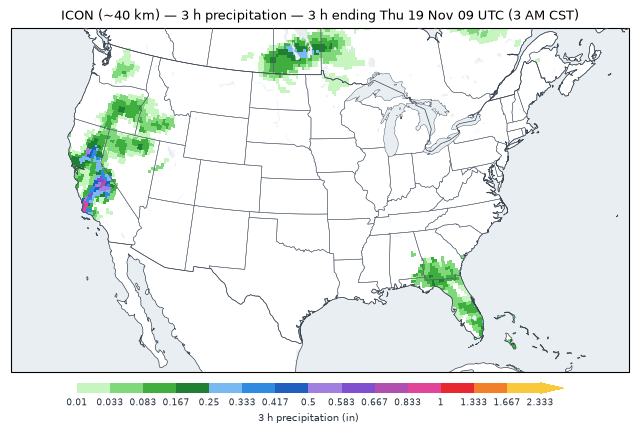 ICON (~40 km) — 3 h precipitation — 3 h ending Thu 19 Nov 09 UTC (3 AM CST)
0.01 0.033 0.083 0.167 0.25 0.333 0.417 0.5 0.583 0.667 0.833 1 1.333 1.667 2.333
3 h precipitation (in)